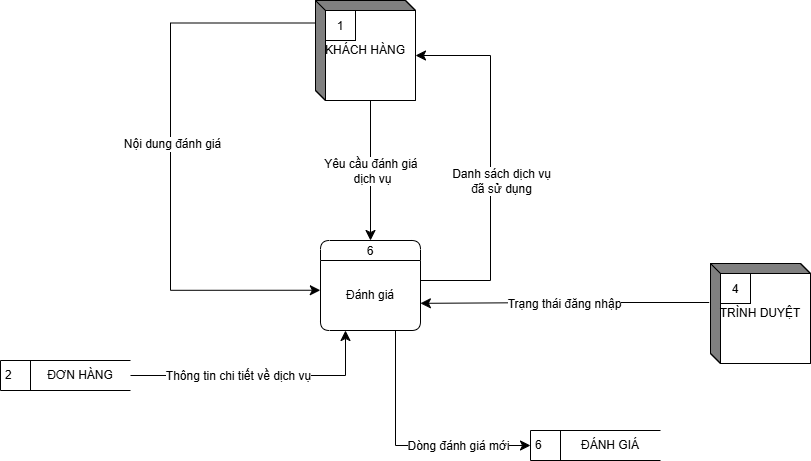 1
KHÁCH HÀNG
Nội dung đánh giá
Yêu cầu đánh giá
dịch vụ
Danh sách dịch vụ
đã sử dụng
6
Đánh giá
4
TRÌNH DUYỆT
Trạng thái đăng nhập
2
ĐƠN HÀNG
Thông tin chi tiết về dịch vụ
Dòng đánh giá mới
6
ĐÁNH GIÁ